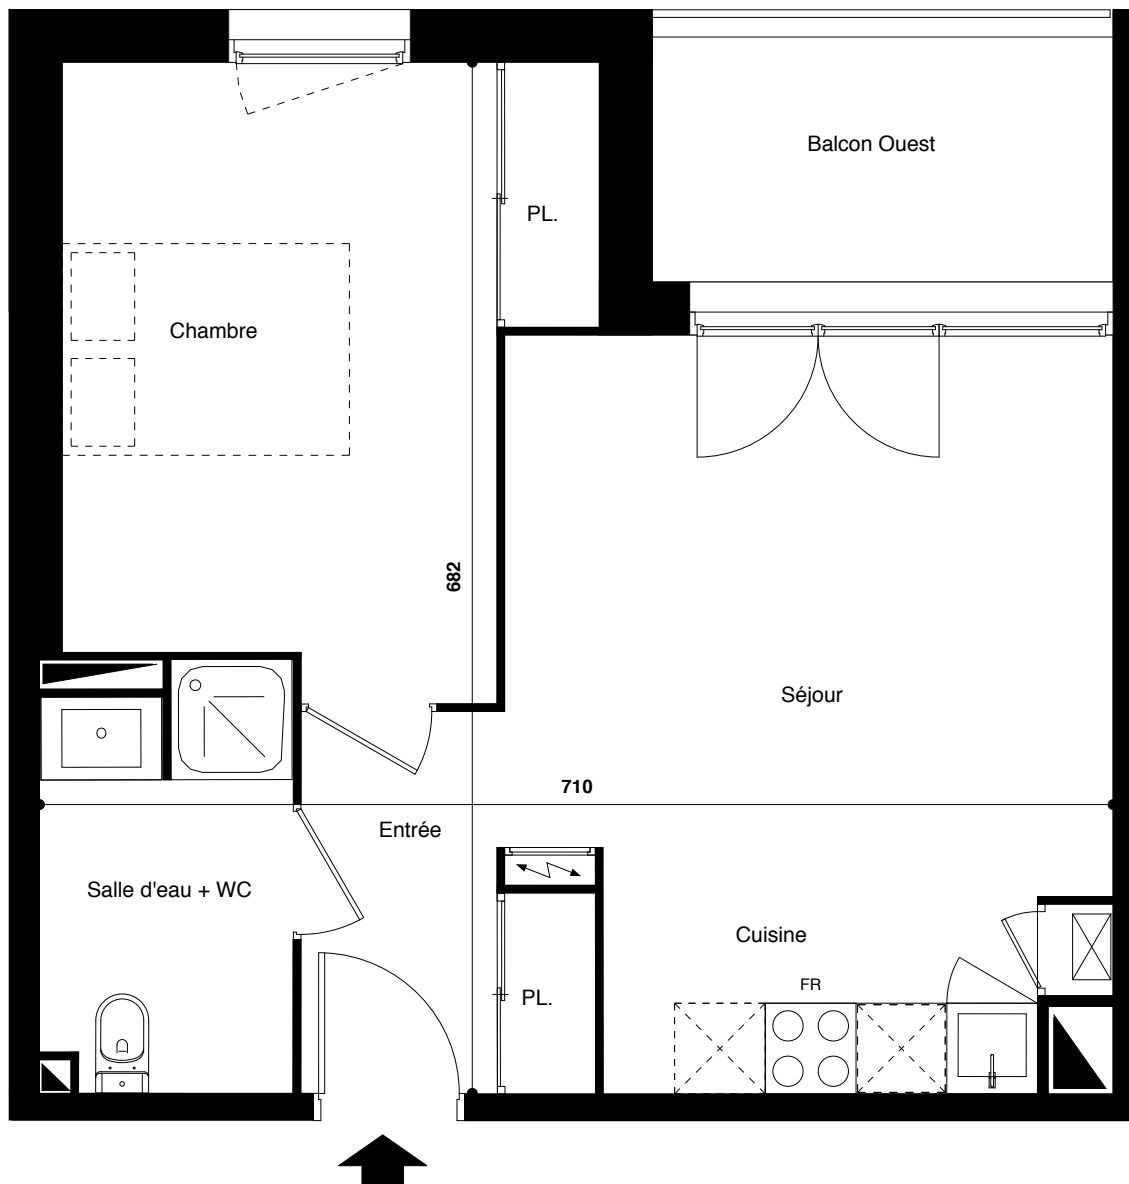 Balcon Ouest
PL.
Chambre
682
Séjour
710
Entrée
Salle d'eau + WC
Cuisine
FR
PL.